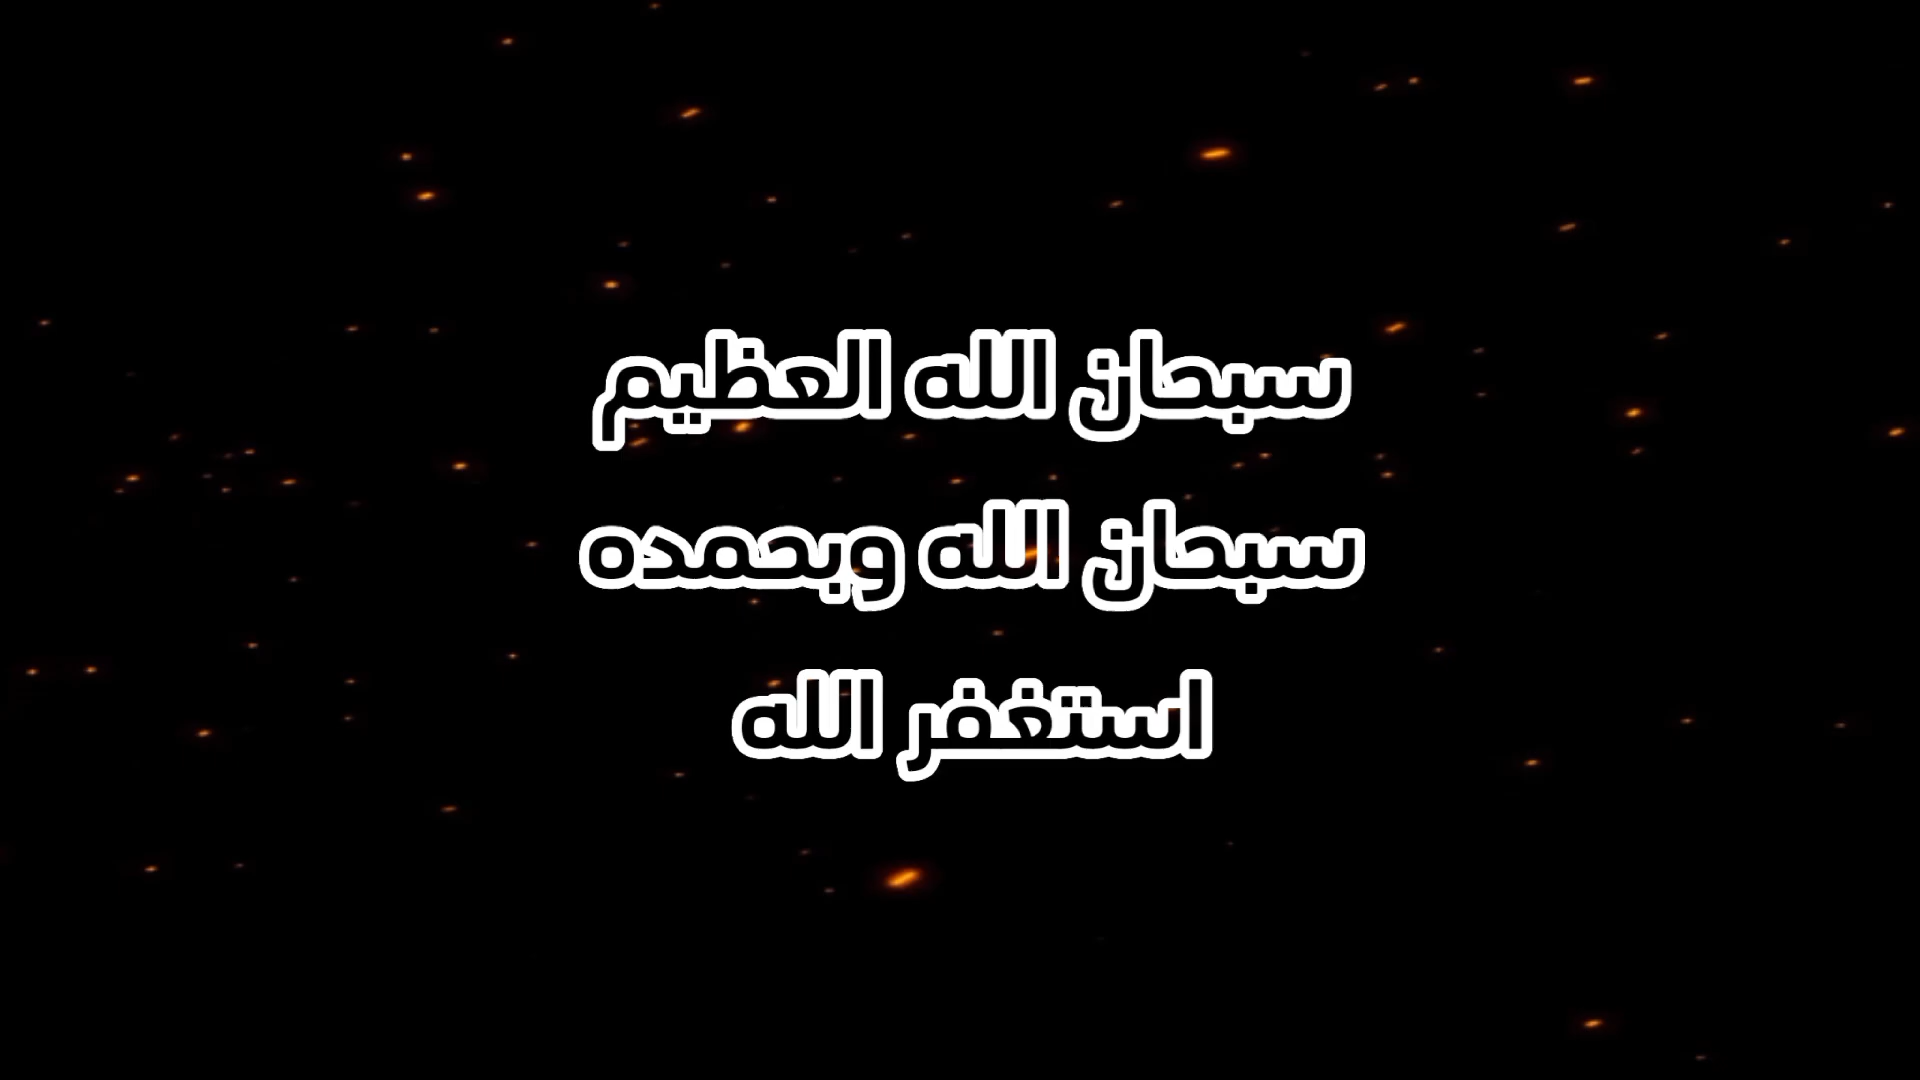 سبحان الله العظيم
سبحان الله وبحمده
استغفر الله